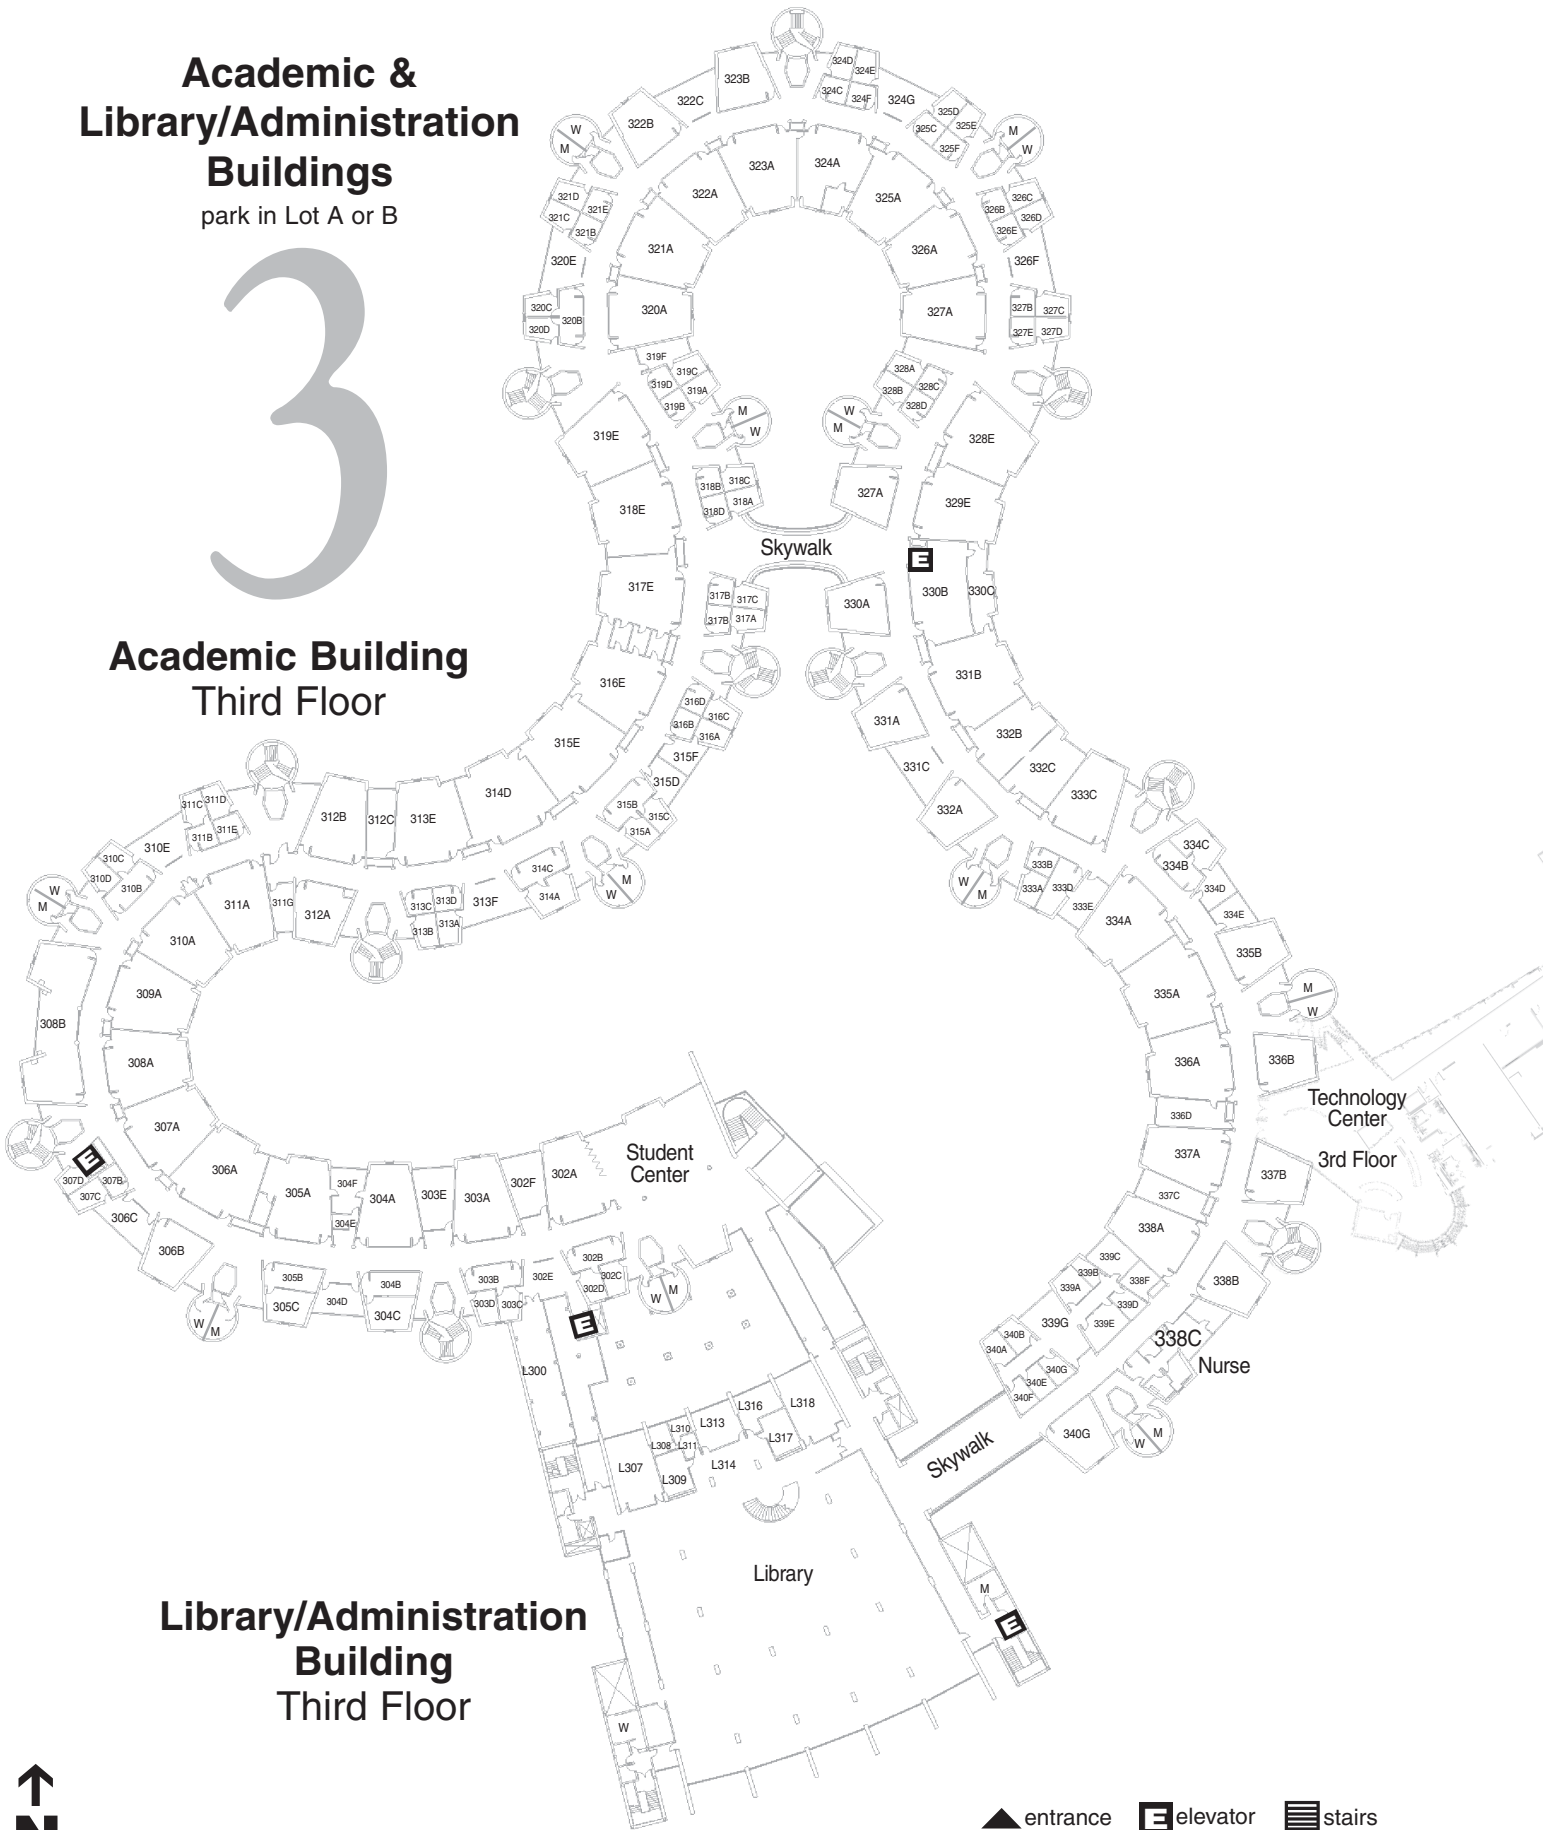 Academic &
Library/Administration
Buildings
park in Lot A or B
3
Academic Building
Third Floor
323B
322C
322B
324D
324E
324C
324F
324G
325D
325C
325E
325F
W
M
M
W
323A
324A
322A
325A
321D
321E
321C
321B
326B
326C
326D
326E
321A
326A
320E
326F
320C
320B
320D
320A
327A
327B
327C
327E
327D
319F
319C
319D
319A
319B
328A
328C
328B
328D
M
W
W
M
319E
328E
318B
318C
318A
318D
327A
318E
329E
Skywalk
E
317E
317B
317C
317B
317A
330A
330B
330C
316E
331B
316D
316C
316B
316A
331A
315E
332B
315F
331C
332C
315D
314D
333C
315B
315C
315A
332A
311C
311D
311B
311E
312B
312C
313E
310E
310C
310D
310B
314C
314A
M
W
W
M
333B
333A
333D
333E
334C
334B
334D
334E
W
M
311A
311G
312A
313C
313D
313B
313A
313F
334A
335B
310A
309A
335A
M
W
308B
308A
336A
336B
Technology
Center
3rd Floor
336D
307A
337A
337B
Student
Center
E
307D
307B
307C
306A
305A
304F
304E
304A
303E
303A
302F
302A
337C
306C
306B
338A
339C
339B
339A
338F
339D
339E
339G
338B
305B
305C
304D
304B
304C
303B
303D
303C
302E
302B
302C
302D
W
M
W
M
E
338C
Nurse
340B
340A
340G
340E
340F
L300
L318
L316
L313
L310
L308
L311
L317
L307
L309
L314
340G
M
W
Skywalk
Library
M
E
Library/Administration
Building
Third Floor
W
N
entrance
E elevator
stairs